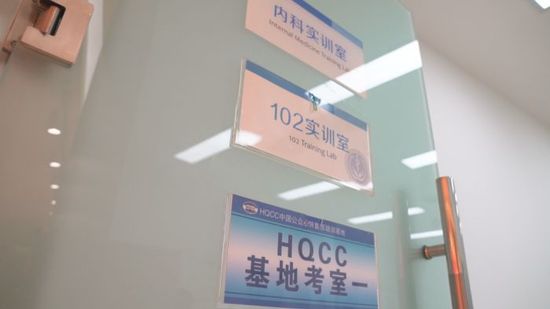 内科实训室
Internal Medicine Training Lab
102实训室
102 Training Lab
HQCC中国公众心肺复苏培训基地
HQCC
基地考室一